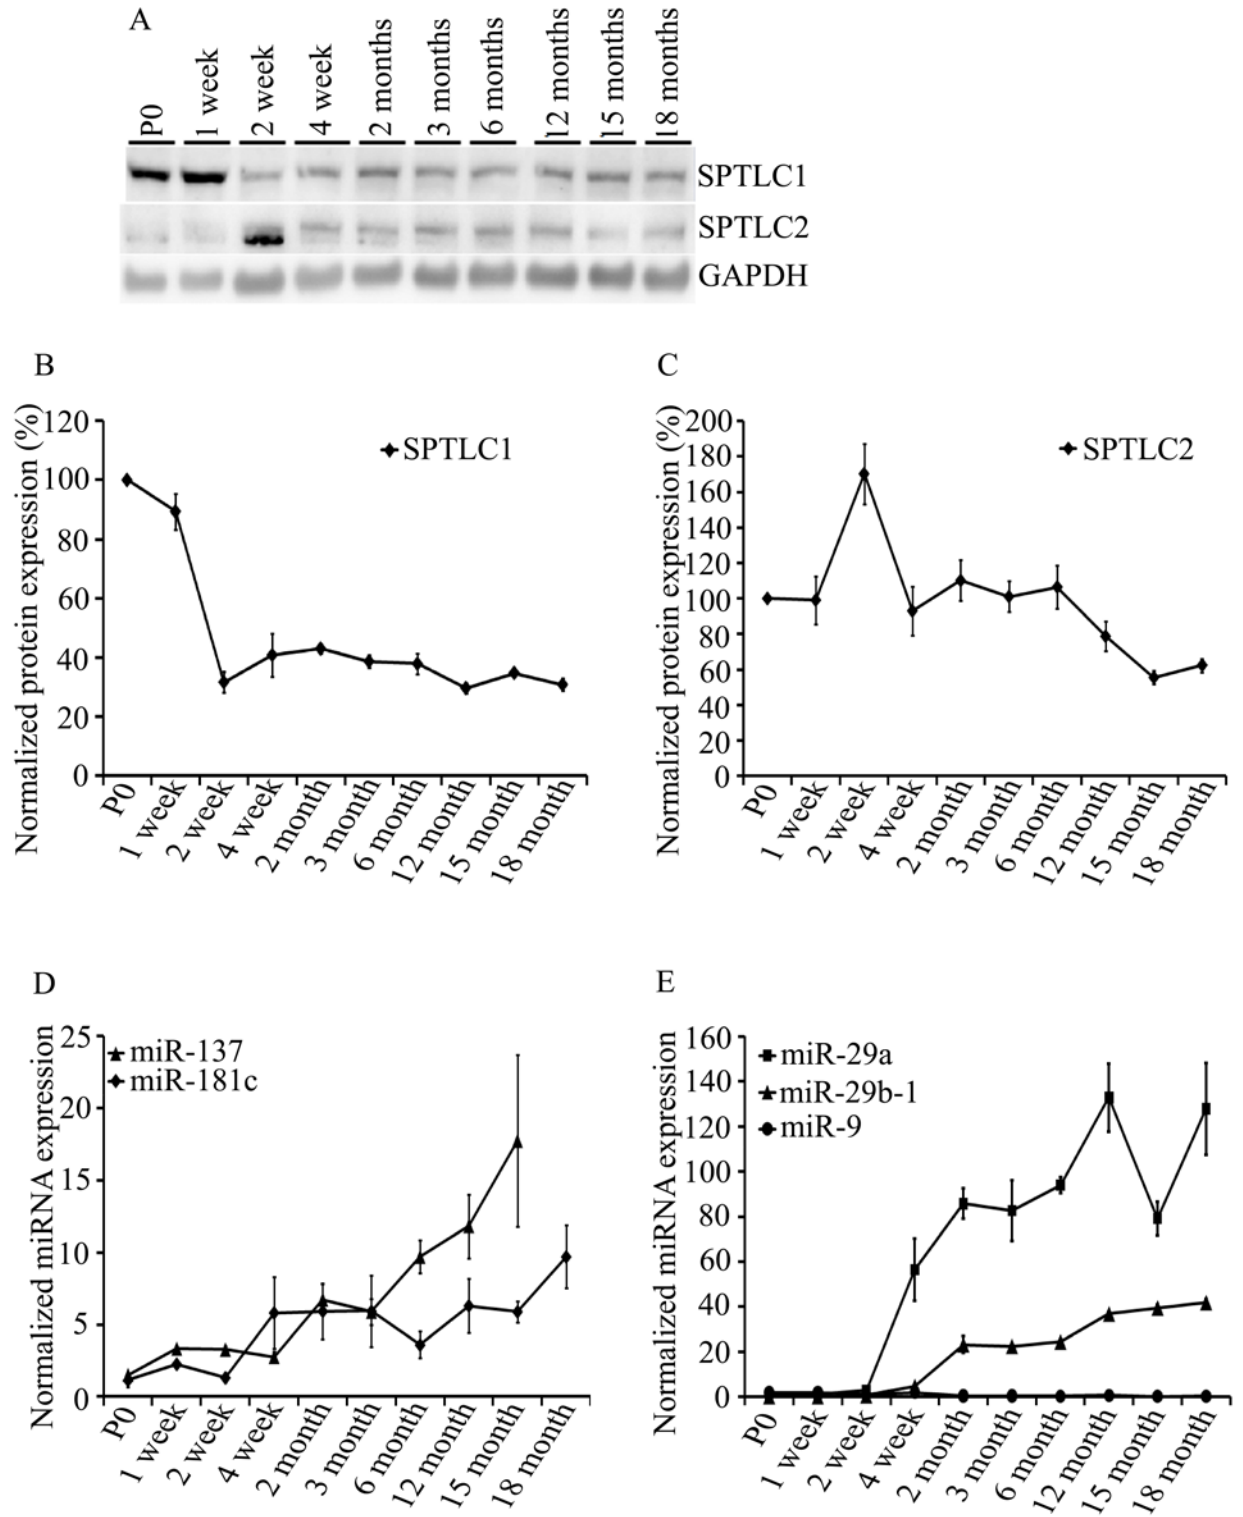 A
P0
1 week
2 week
4 week
2 months
3 months
6 months
12 months
15 months
18 months
SPTLC1
SPTLC2
GAPDH
B
Normalized protein expression (%)
120
100
80
60
40
20
0
SPTLC1
P0
1 week
2 week
4 week
2 month
3 month
6 month
12 month
15 month
18 month
C
Normalized protein expression (%)
200
180
160
140
120
100
80
60
40
20
0
SPTLC2
P0
1 week
2 week
4 week
2 month
3 month
6 month
12 month
15 month
18 month
D
Normalized miRNA expression
25
20
15
10
5
0
miR-137
miR-181c
P0
1 week
2 week
4 week
2 month
3 month
6 month
12 month
15 month
18 month
E
Normalized miRNA expression
160
140
120
100
80
60
40
20
0
miR-29a
miR-29b-1
miR-9
P0
1 week
2 week
4 week
2 month
3 month
6 month
12 month
15 month
18 month